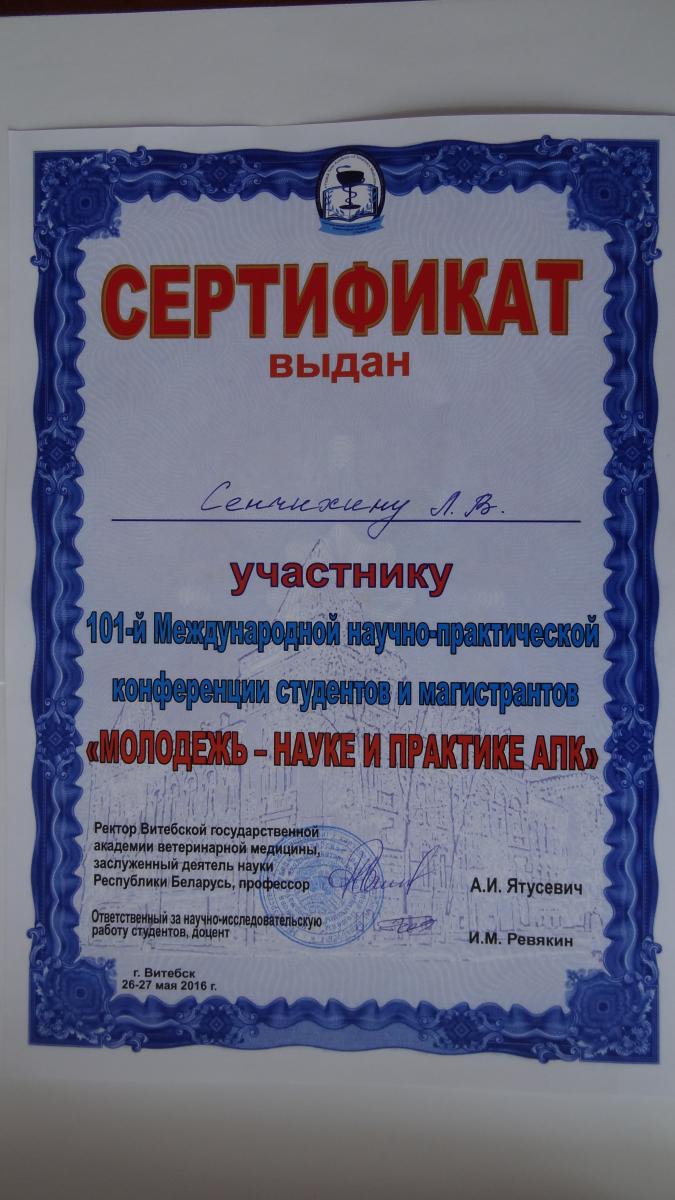 СЕРТИФИКАТ
выдан
Сенчихину Л.В.
участнику
101-й Международной научно-практической
конференции студентов и магистрантов
«МОЛОДЕЖЬ – НАУКЕ И ПРАКТИКЕ АПК»
Ректор Витебской государственной
академии ветеринарной медицины,
заслуженный деятель науки
Республики Беларусь, профессор
А.И. Ятусевич
Ответственный за научно-исследовательскую
работу студентов, доцент
И.М. Ревякин
г. Витебск
26-27 мая 2016 г.